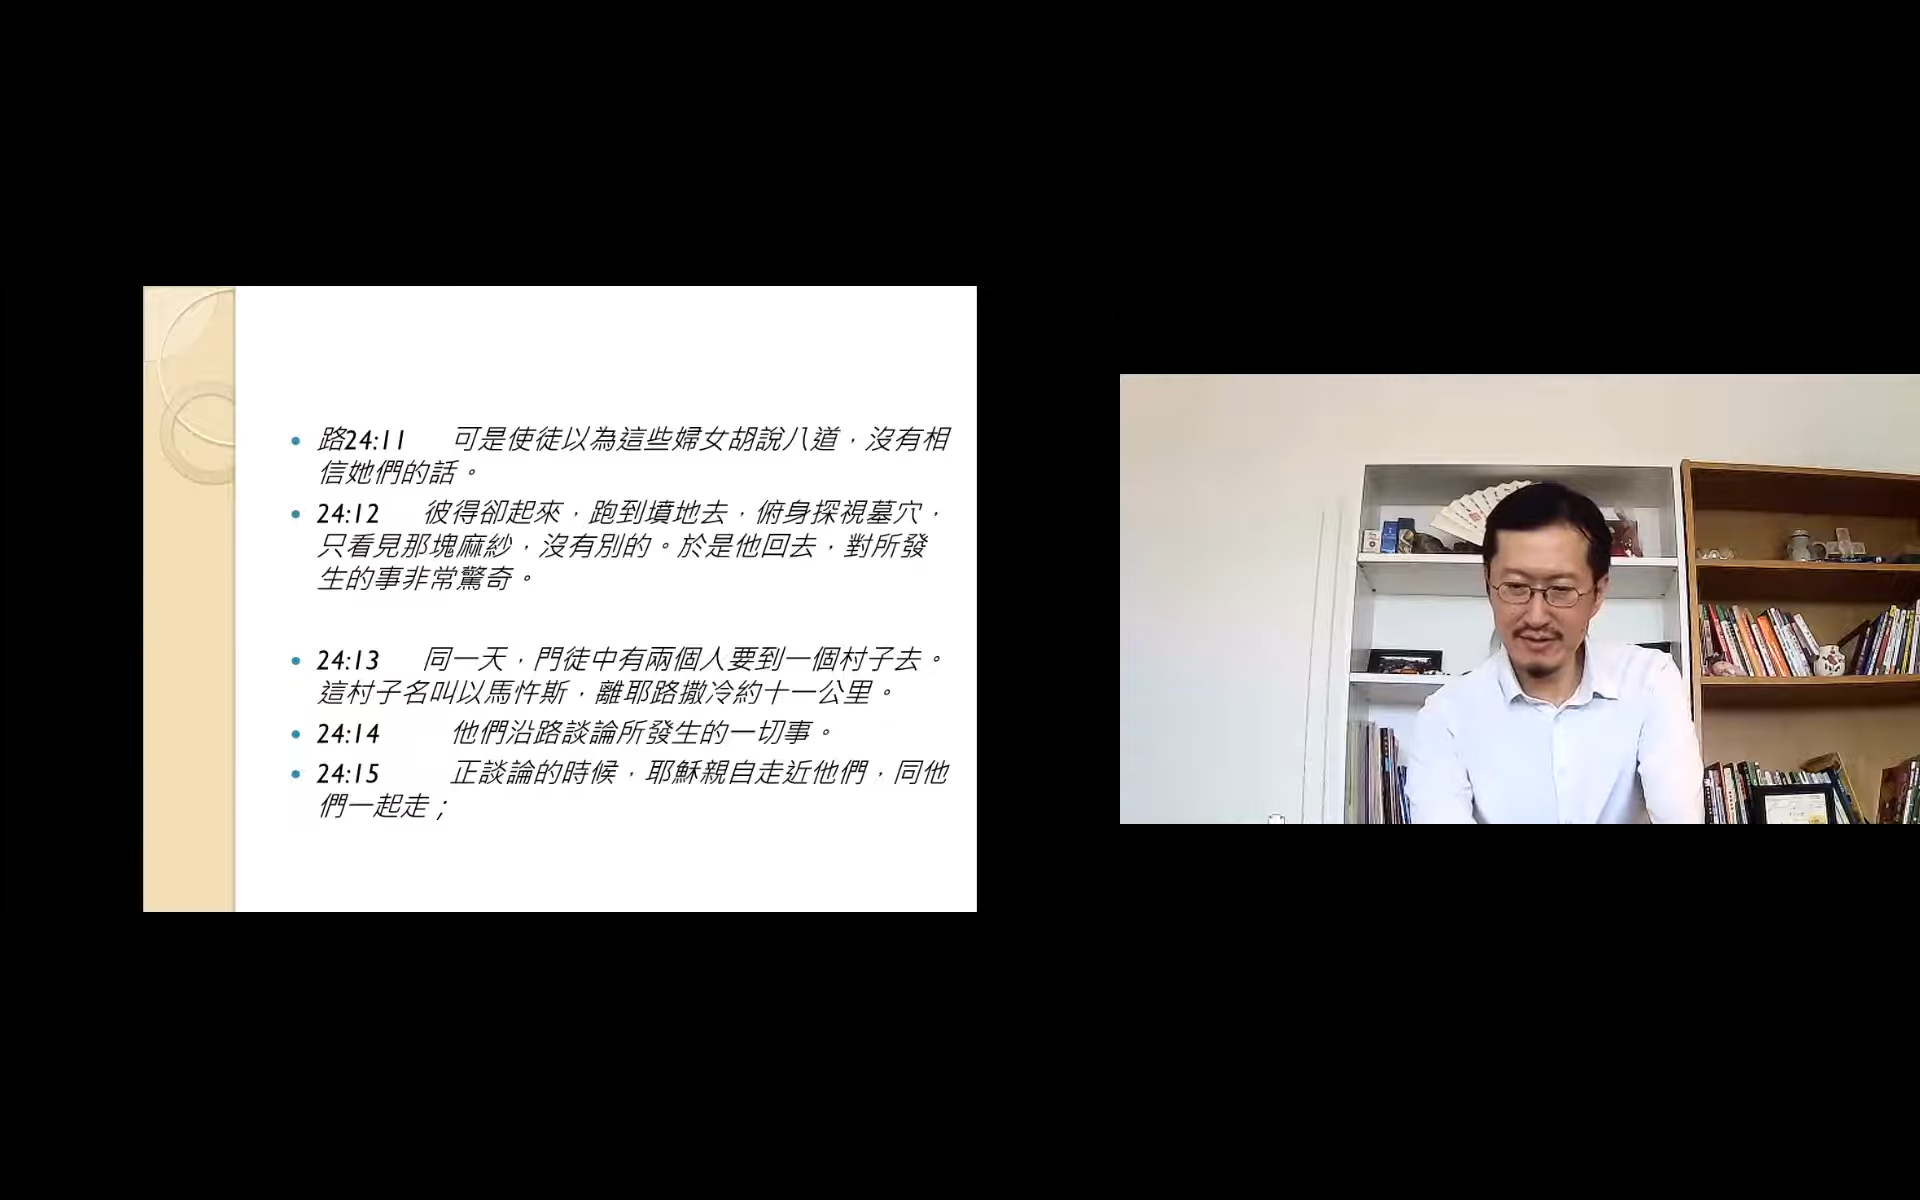 路24:11 可是使徒以為這些婦女胡說八道，沒有相
信她們的話。
24:12 彼得卻起來，跑到墳地去，俯身探視墓穴，
只看見那塊麻紗，沒有別的。於是他回去，對所發
生的事非常驚奇。
24:13 同一天，門徒中有兩個人要到一個村子去。
這村子名叫以馬忤斯，離耶路撒冷約十一公里。
24:14 他們沿路談論所發生的一切事。
24:15 正談論的時候，耶穌親自走近他們，同他
們一起走；